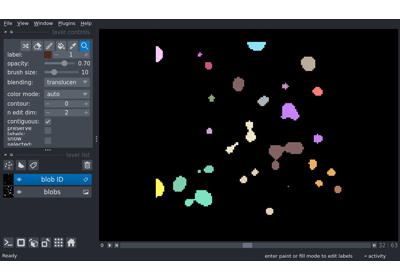 File View Window Plugins Help
layer controls
label: 1
opacity: 0.70
brush size: 10
blending: translucen
color mode: auto
contour: 0
n edit dim: 2
contiguous:
preserve labels:
show selected:
layer list
blob ID
blobs
32 63
Ready
enter paint or fill mode to edit labels
activity